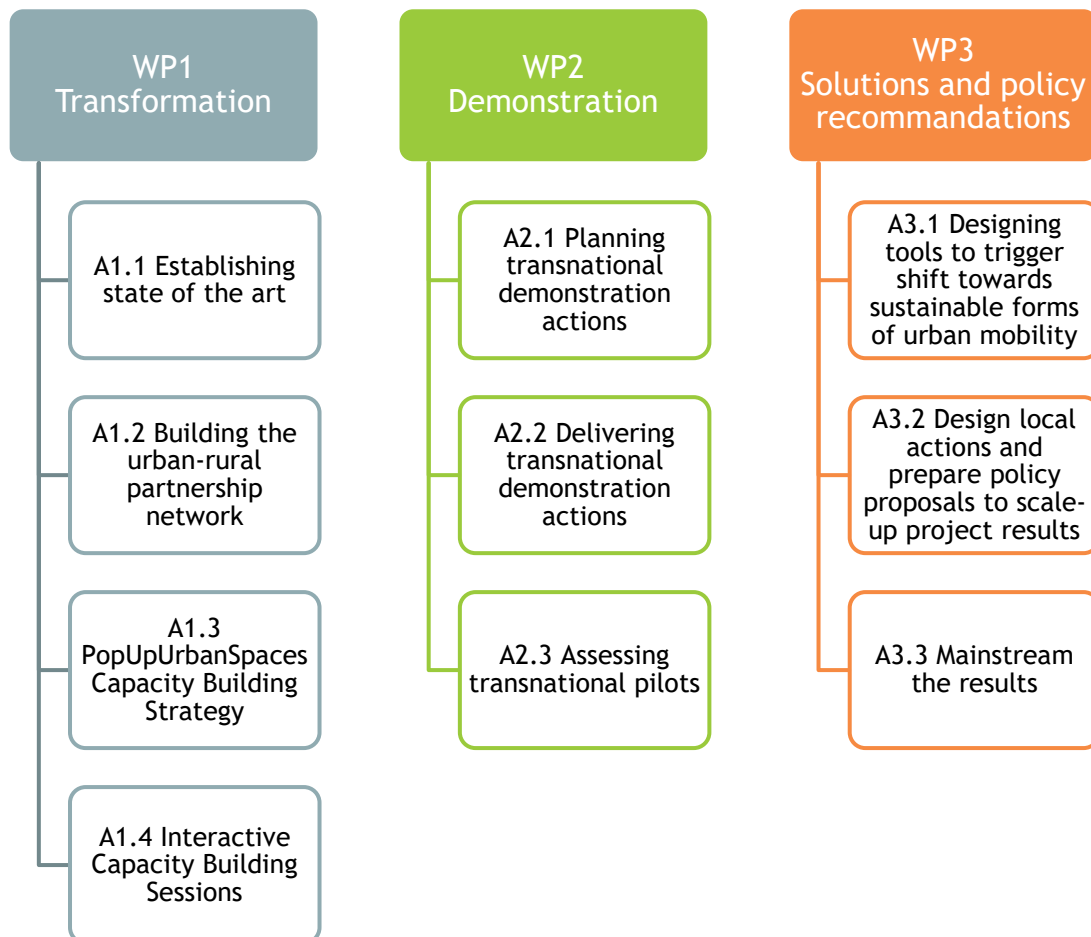 WP1
Transformation
A1.1 Establishing
state of the art
A1.2 Building the
urban-rural
partnership
network
A1.3
PopUpUrbanSpaces
Capacity Building
Strategy
A1.4 Interactive
Capacity Building
Sessions
WP2
Demonstration
A2.1 Planning
transnational
demonstration
actions
A2.2 Delivering
transnational
demonstration
actions
A2.3 Assessing
transnational pilots
WP3
Solutions and policy
recommandations
A3.1 Designing
tools to trigger
shift towards
sustainable forms
of urban mobility
A3.2 Design local
actions and
prepare policy
proposals to scale-
up project results
A3.3 Mainstream
the results